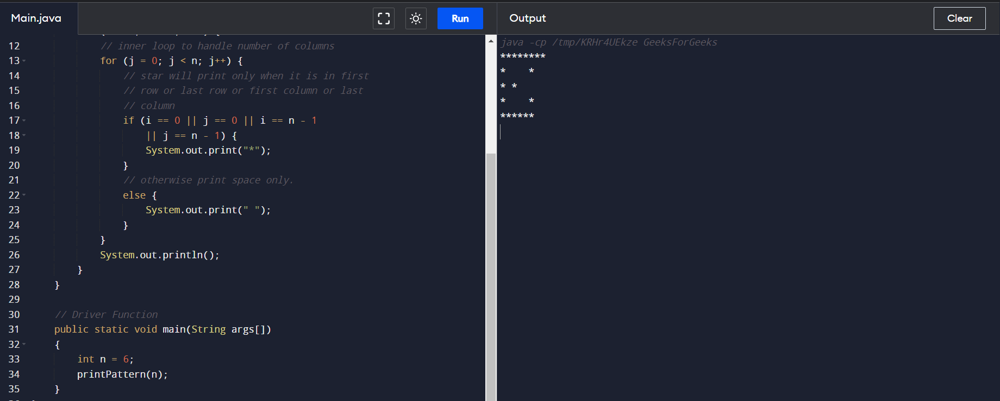 Main.java
Run
Output
Clear
12 // inner loop to handle number of columns
13 for (j = 0; j < n; j++) {
14 // star will print only when it is in first
15 // row or last row or first column or last
16 // column
17 if (i == 0 || j == 0 || i == n - 1
18 || j == n - 1) {
19 System.out.print("*");
20 }
21 // otherwise print space only.
22 else {
23 System.out.print(" ");
24 }
25 }
26 System.out.println();
27 }
28 }
29
30 // Driver Function
31 public static void main(String args[])
32 {
33 int n = 6;
34 printPattern(n);
35 }
java -cp /tmp/KRHr4UEkze GeeksForGeeks
********
*    *
* *
*    *
******